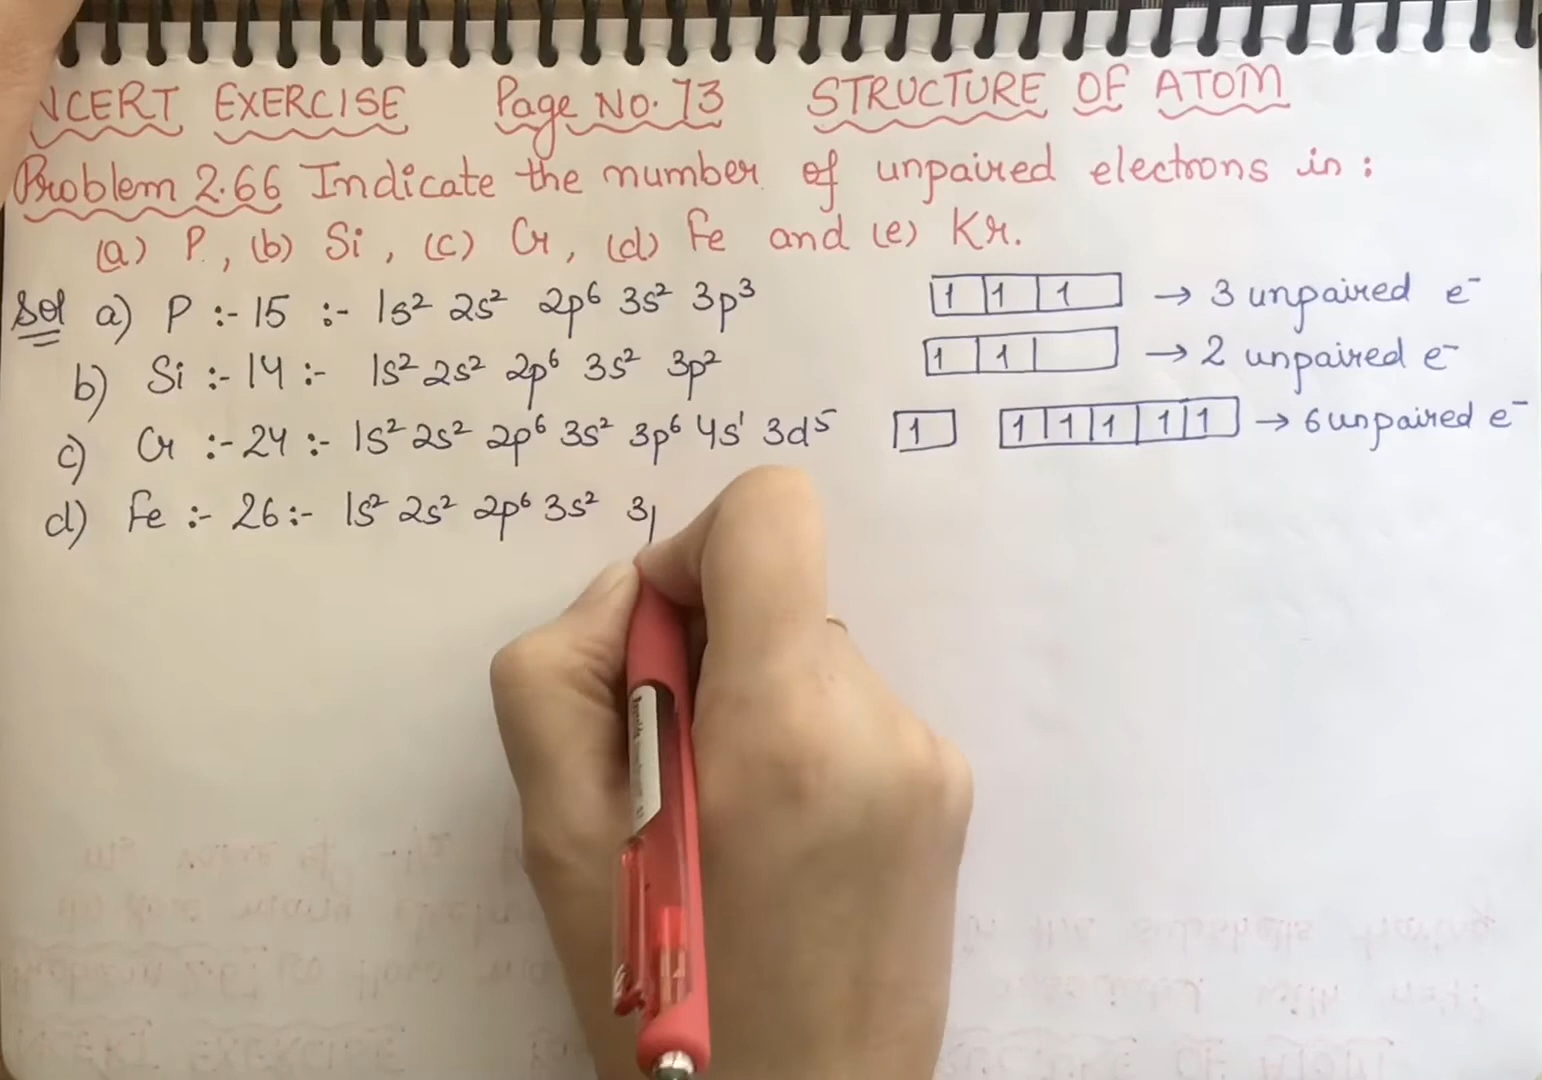 NCERT EXERCISE Page No. 73 STRUCTURE OF ATOM
Problem 2.66 Indicate the number of unpaired electrons in :
(a) P, (b) Si, (c) Cr, (d) Fe and (e) Kr.
Sol a) P :- 15 :- 1s² 2s² 2p⁶ 3s² 3p³ 1 1 1 → 3 unpaired e⁻
b) Si :- 14 :- 1s² 2s² 2p⁶ 3s² 3p² 1 1 → 2 unpaired e⁻
c) Cr :- 24 :- 1s² 2s² 2p⁶ 3s² 3p⁶ 4s¹ 3d⁵ 1 1 1 1 1 1 → 6 unpaired e⁻
d) Fe :- 26 :- 1s² 2s² 2p⁶ 3s² 3